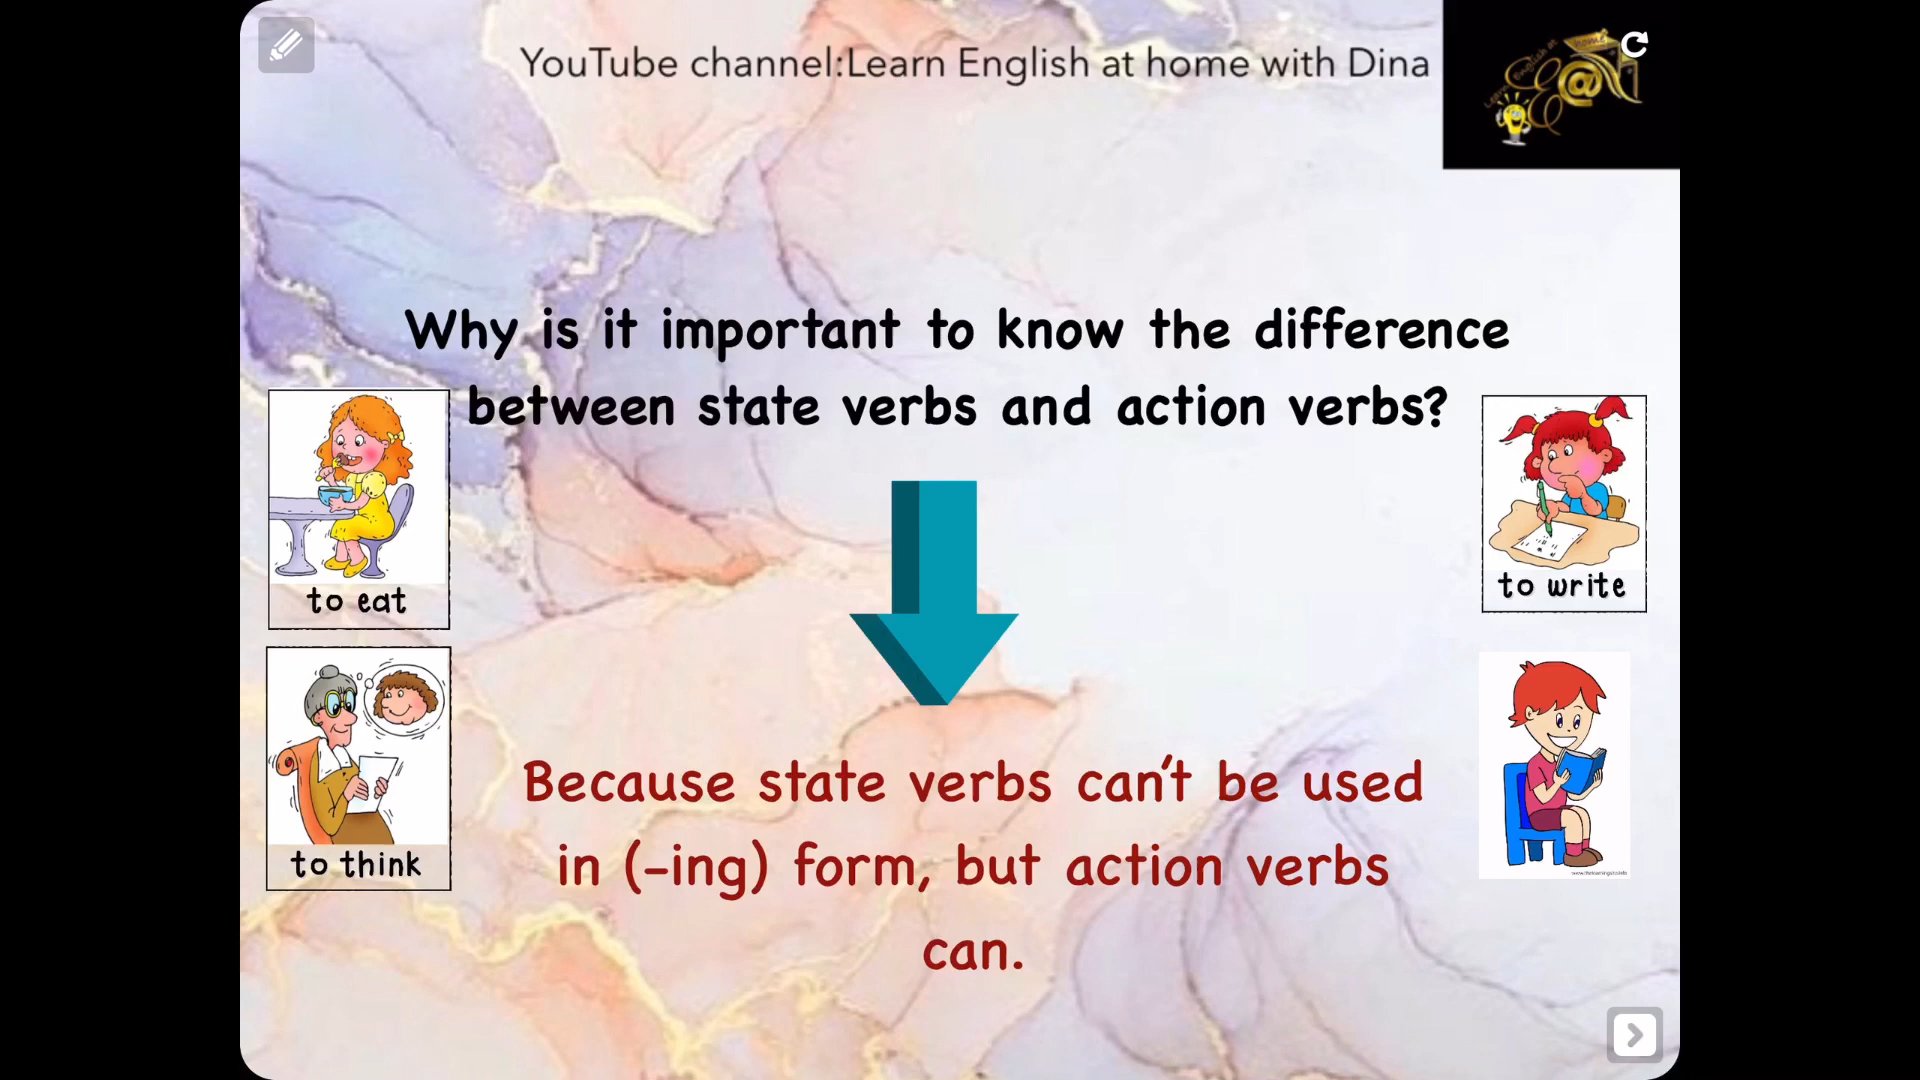 YouTube channel:Learn English at home with Dina
Why is it important to know the difference
between state verbs and action verbs?
to eat
to write
to think
Because state verbs can't be used
in (-ing) form, but action verbs
can.